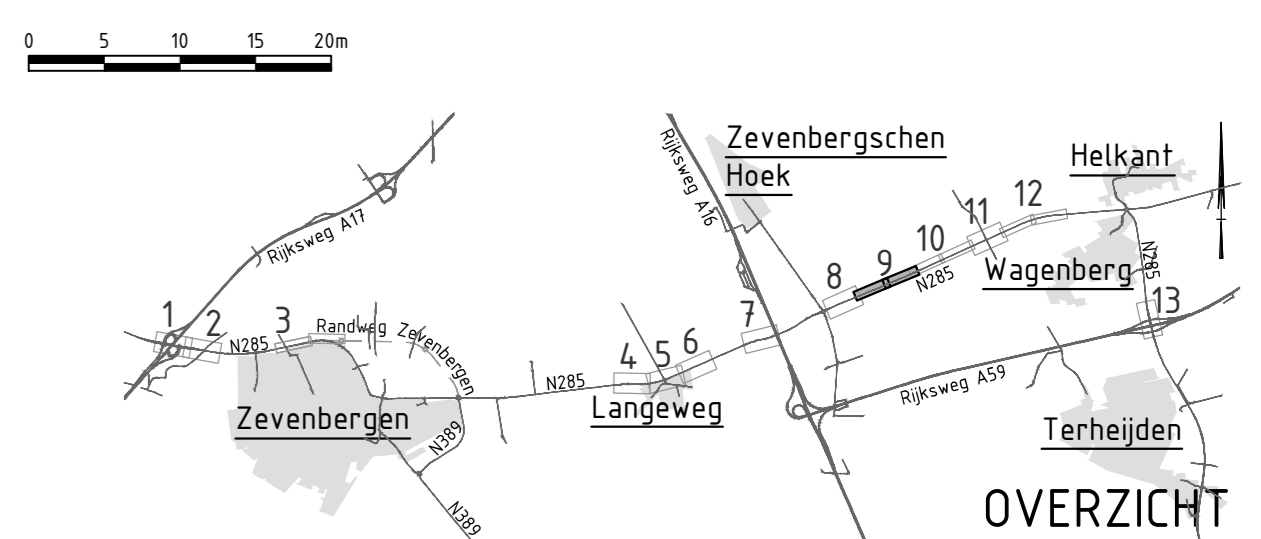 0 5 10 15 20m
Zevenbergschen
Hoek
Helkant
Rijksweg A16
Rijksweg A17
11 12
10
Wagenberg
N285
9
N285
8
13
1 2 3
Randweg Zevenbergen
N285
7
4 5 6
N285
Rijksweg A59
Langeweg
Zevenbergen
Terheijden
N389
N389
OVERZICHT